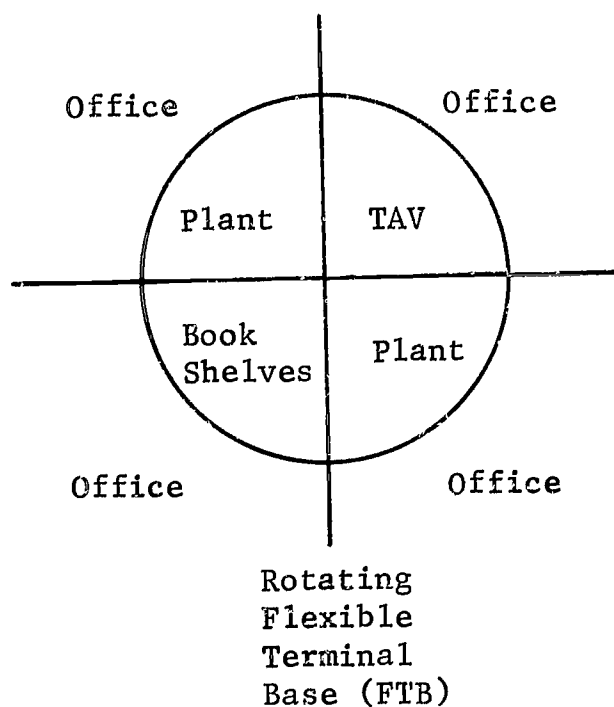 Office Office
Plant TAV
Book
Shelves
Plant
Office Office
Rotating
Flexible
Terminal
Base (FTB)